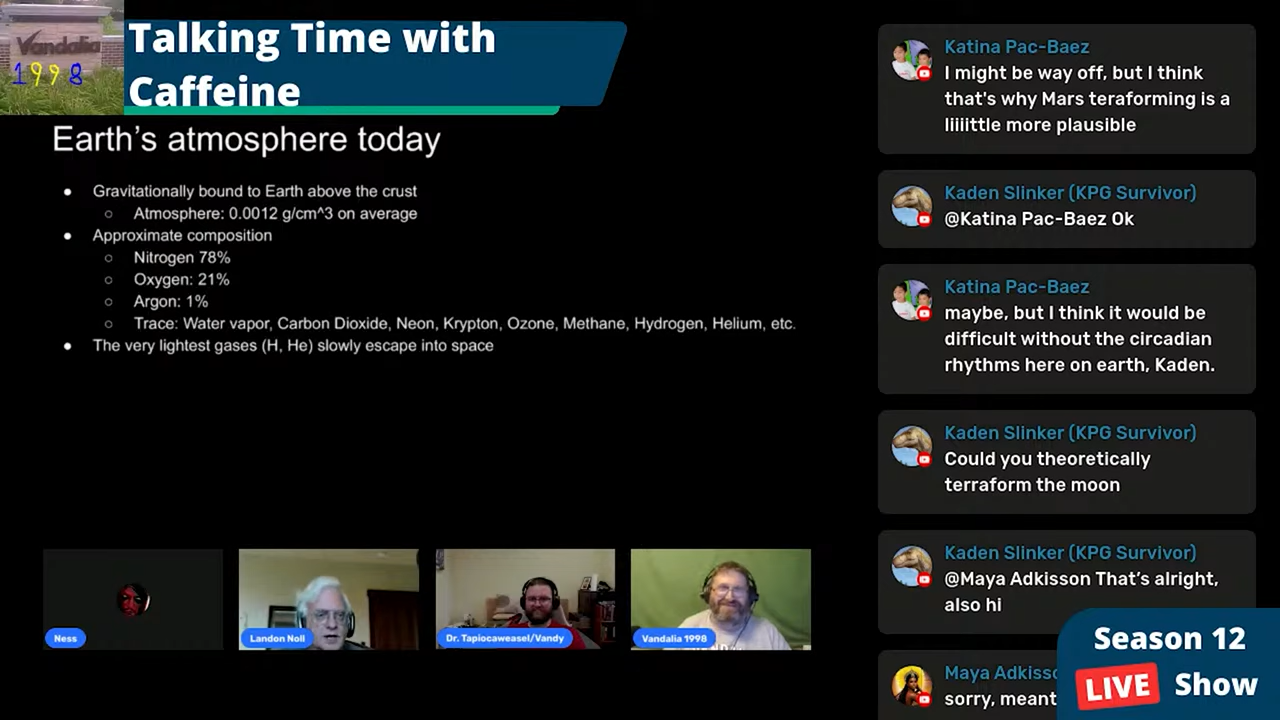 Vandalia
1998
Talking Time with
Caffeine
Earth’s atmosphere today
● Gravitationally bound to Earth above the crust
○ Atmosphere: 0.0012 g/cm^3 on average
● Approximate composition
○ Nitrogen 78%
○ Oxygen: 21%
○ Argon: 1%
○ Trace: Water vapor, Carbon Dioxide, Neon, Krypton, Ozone, Methane, Hydrogen, Helium, etc.
● The very lightest gases (H, He) slowly escape into space
Ness
Landon Noll
Dr. Tapiocaweasel/Vandy
Vandalia 1998
Katina Pac-Baez
I might be way off, but I think
that's why Mars teraforming is a
liiiittle more plausible
Kaden Slinker (KPG Survivor)
@Katina Pac-Baez Ok
Katina Pac-Baez
maybe, but I think it would be
difficult without the circadian
rhythms here on earth, Kaden.
Kaden Slinker (KPG Survivor)
Could you theoretically
terraform the moon
Kaden Slinker (KPG Survivor)
@Maya Adkisson That’s alright,
also hi
Maya Adkisso
sorry, meant
Season 12
LIVE Show